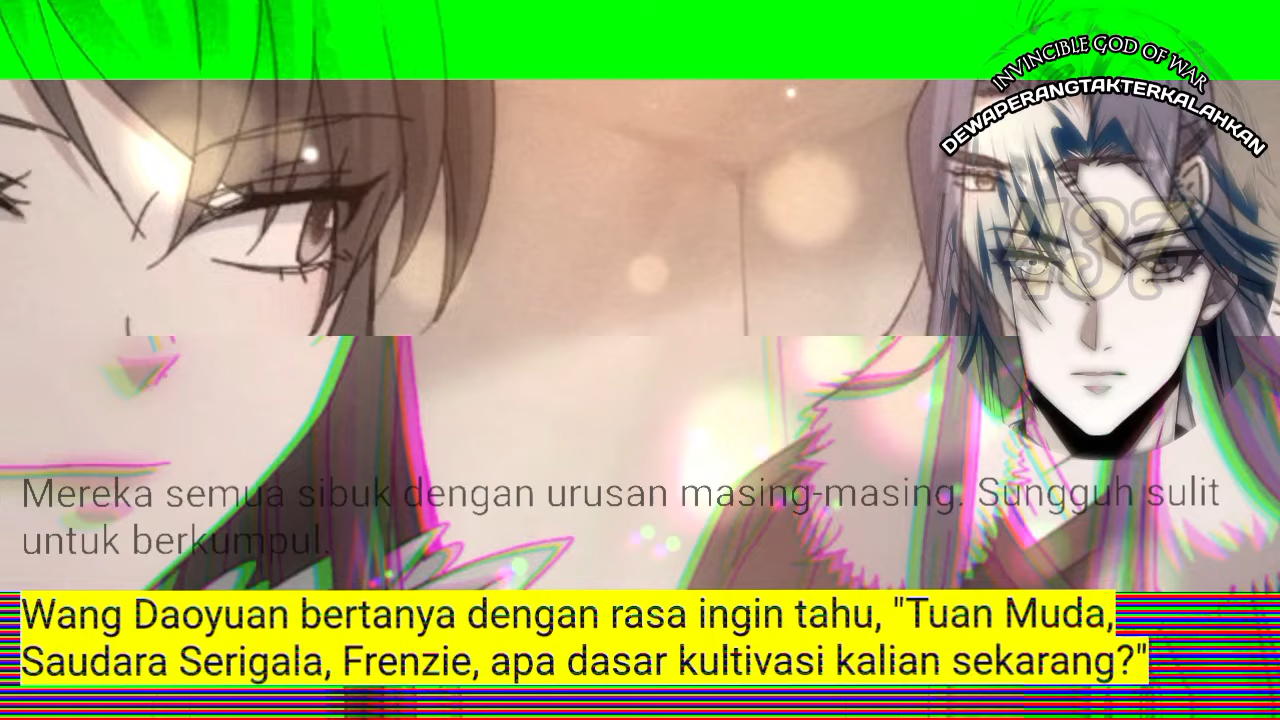 INVINCIBLE GOD OF WAR
DEWAPERANGTAKTERKALAHKAN
437
Mereka semua sibuk dengan urusan masing-masing. Sungguh sulit
untuk berkumpul.
Wang Daoyuan bertanya dengan rasa ingin tahu, "Tuan Muda,
Saudara Serigala, Frenzie, apa dasar kultivasi kalian sekarang?"